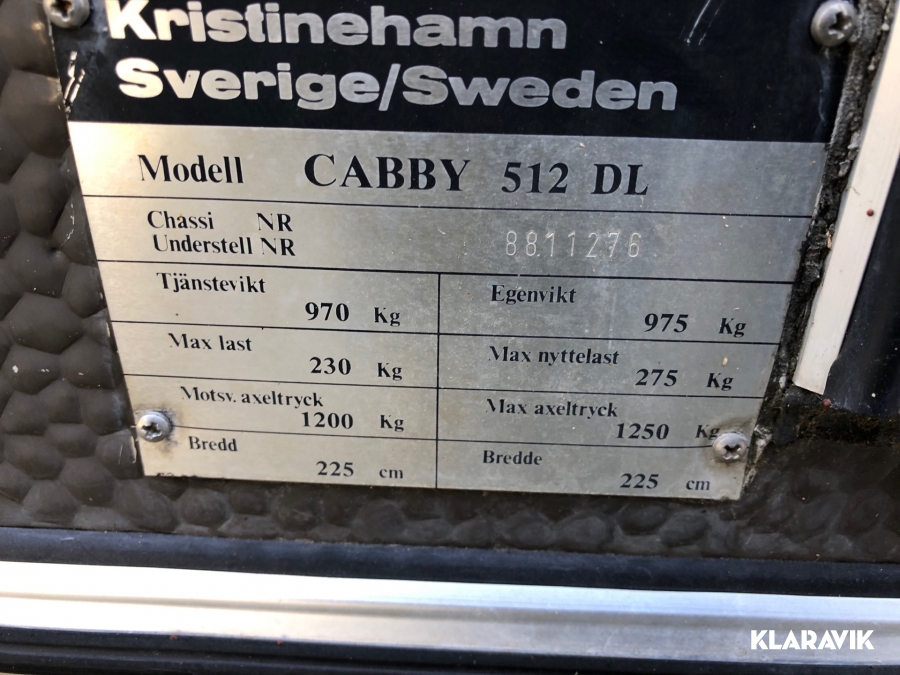 Kristinehamn
Sverige/Sweden
Modell CABBY 512 DL
Chassi NR
Understell NR 8811276
Tjänstevikt 970 Kg
Egenvikt 975 Kg
Max last 230 Kg
Max nyttelast 275 Kg
Motsv. axeltryck 1200 Kg
Max axeltryck 1250 Kg
Bredd 225 cm
Bredde 225 cm
KLARAVIK